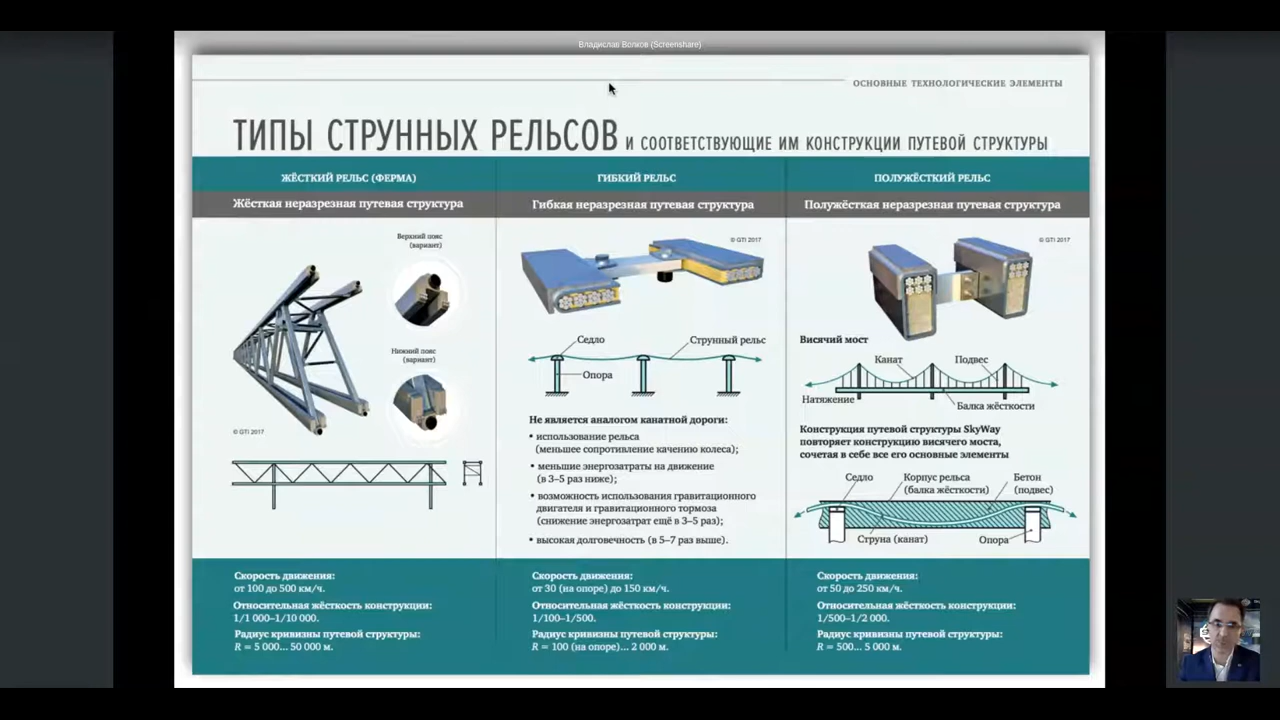 Владислав Волков (Screenshare)
ОСНОВНЫЕ ТЕХНОЛОГИЧЕСКИЕ ЭЛЕМЕНТЫ
ТИПЫ СТРУННЫХ РЕЛЬСОВ И СООТВЕТСТВУЮЩИЕ ИМ КОНСТРУКЦИИ ПУТЕВОЙ СТРУКТУРЫ
ЖЁСТКИЙ РЕЛЬС (ФЕРМА)
Жёсткая неразрезная путевая структура
Верхний пояс
(вариант)
Нижний пояс
(вариант)
© GTI 2017
Скорость движения:
от 100 до 500 км/ч.
Относительная жёсткость конструкции:
1/1 000–1/10 000.
Радиус кривизны путевой структуры:
R = 5 000... 50 000 м.
ГИБКИЙ РЕЛЬС
Гибкая неразрезная путевая структура
© GTI 2017
Седло
Струнный рельс
Опора
Не является аналогом канатной дороги:
• использование рельса
(меньшее сопротивление качению колеса);
• меньшие энергозатраты на движение
(в 3–5 раз ниже);
• возможность использования гравитационного
двигателя и гравитационного тормоза
(снижение энергозатрат ещё в 3–5 раз);
• высокая долговечность (в 5–7 раз выше).
Скорость движения:
от 30 (на опоре) до 150 км/ч.
Относительная жёсткость конструкции:
1/100–1/500.
Радиус кривизны путевой структуры:
R = 100 (на опоре)... 2 000 м.
ПОЛУЖЁСТКИЙ РЕЛЬС
Полужёсткая неразрезная путевая структура
© GTI 2017
Висячий мост
Канат
Подвес
Натяжение
Балка жёсткости
Конструкция путевой структуры SkyWay
повторяет конструкцию висячего моста,
сочетая в себе все его основные элементы
Седло
Корпус рельса
(балка жёсткости)
Бетон
(подвес)
Струна (канат)
Опора
Скорость движения:
от 50 до 250 км/ч.
Относительная жёсткость конструкции:
1/500–1/2 000.
Радиус кривизны путевой структуры:
R = 500... 5 000 м.